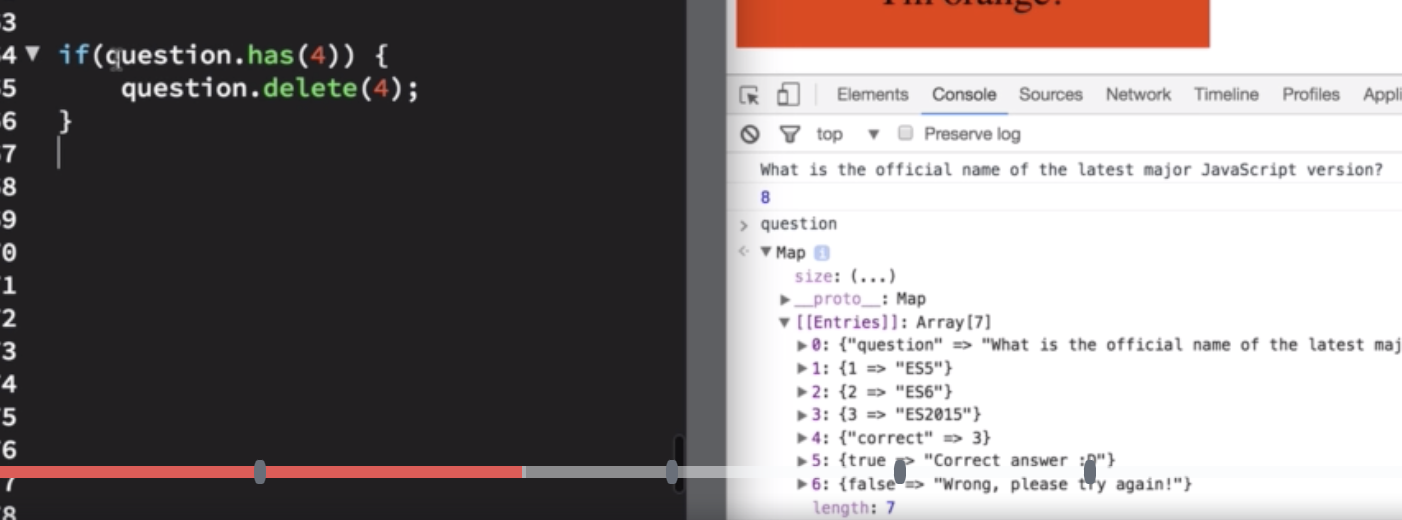 3
4 ▼ if(question.has(4)) {
5 question.delete(4);
6 }
7
8
9
0
1
2
3
4
5
6
7
8
I'm orange!
Elements Console Sources Network Timeline Profiles Appli
top ▼ Preserve log
What is the official name of the latest major JavaScript version?
8
> question
▼ Map i
size: (...)
▶ __proto__: Map
▼ [[Entries]]: Array[7]
▶ 0: {"question" => "What is the official name of the latest maj
▶ 1: {1 => "ES5"}
▶ 2: {2 => "ES6"}
▶ 3: {3 => "ES2015"}
▶ 4: {"correct" => 3}
▶ 5: {true => "Correct answer :D"}
▶ 6: {false => "Wrong, please try again!"}
length: 7